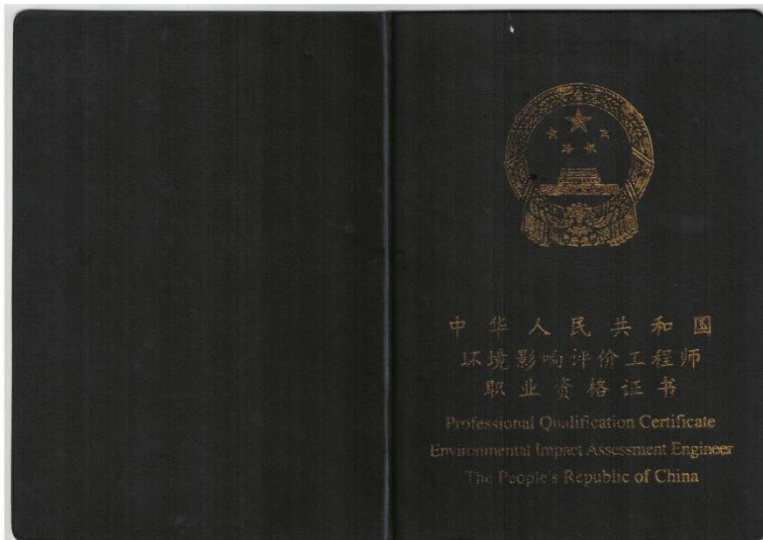 中华人民共和国
环境影响评价工程师
职业资格证书
Professional Qualification Certificate
Environmental Impact Assessment Engineer
The People's Republic of China